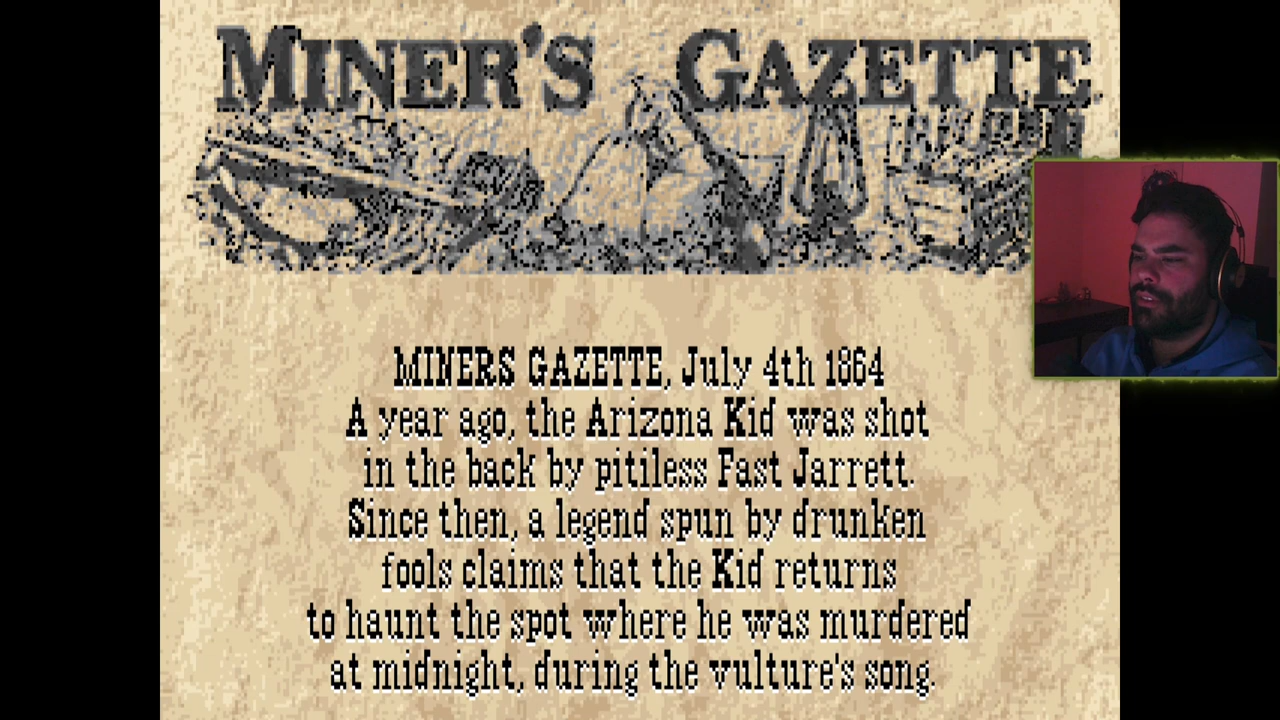 MINER'S GAZETTE
MINERS GAZETTE, July 4th 1864
A year ago, the Arizona Kid was shot
in the back by pitiless Fast Jarrett.
Since then, a legend spun by drunken
fools claims that the Kid returns
to haunt the spot where he was murdered
at midnight, during the vulture's song.